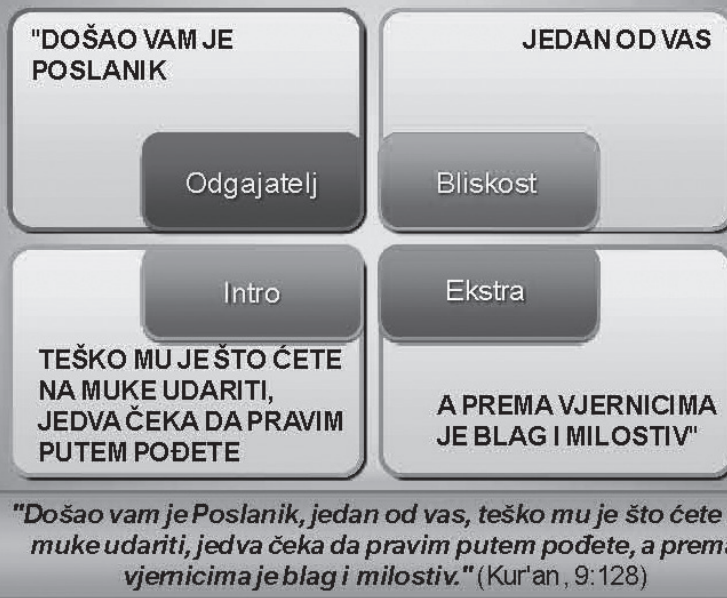 "DOŠAO VAM JE
POSLANIK
Odgajatelj
JEDAN OD VAS
Bliskost
Intro
TEŠKO MU JE ŠTO ĆETE
NA MUKE UDARITI,
JEDVA ČEKA DA PRAVIM
PUTEM POĐETE
Ekstra
A PREMA VJERNICIMA
JE BLAG I MILOSTIV"
"Došao vam je Poslanik, jedan od vas, teško mu je što ćete
muke udariti, jedva čeka da pravim putem pođete, a prema
vjernicima je blag i milostiv." (Kur'an, 9:128)